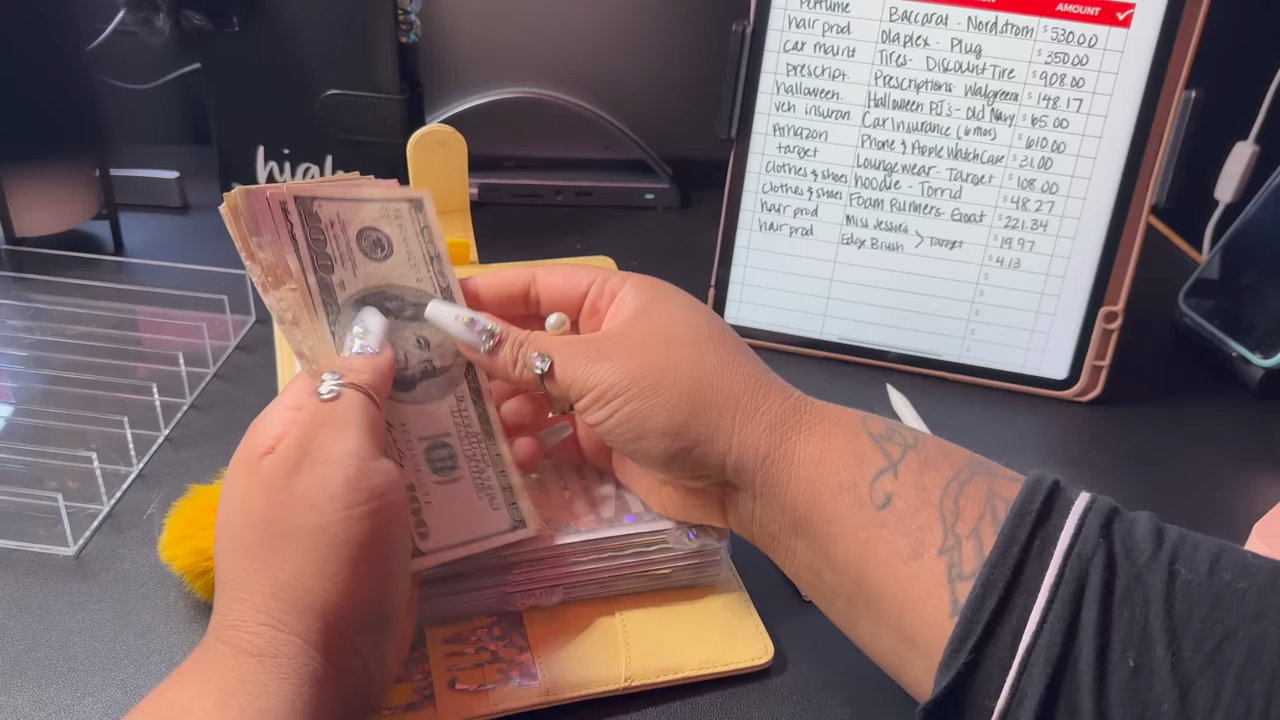 AMOUNT ✓
Perfume Baccarat - Nordstrom $530.00
hair prod. Olaplex - Plug $350.00
car maint Tires - Discount Tire $908.00
prescript. Prescriptions - Walgreens $148.17
halloween. Halloween PJ's - Old Navy $65.00
veh insuran. Car Insurance (6 mos) $610.00
Amazon Phone & Apple Watch Case $31.00
target Loungewear - Target $108.00
clothes & shoes hoodie - Torrid $48.27
clothes & shoes Foam Runners - Goat $221.34
hair prod Miss Jessie's > Target $19.97
hair prod Edge Brush $4.13
$
$
$
$
high
100
100